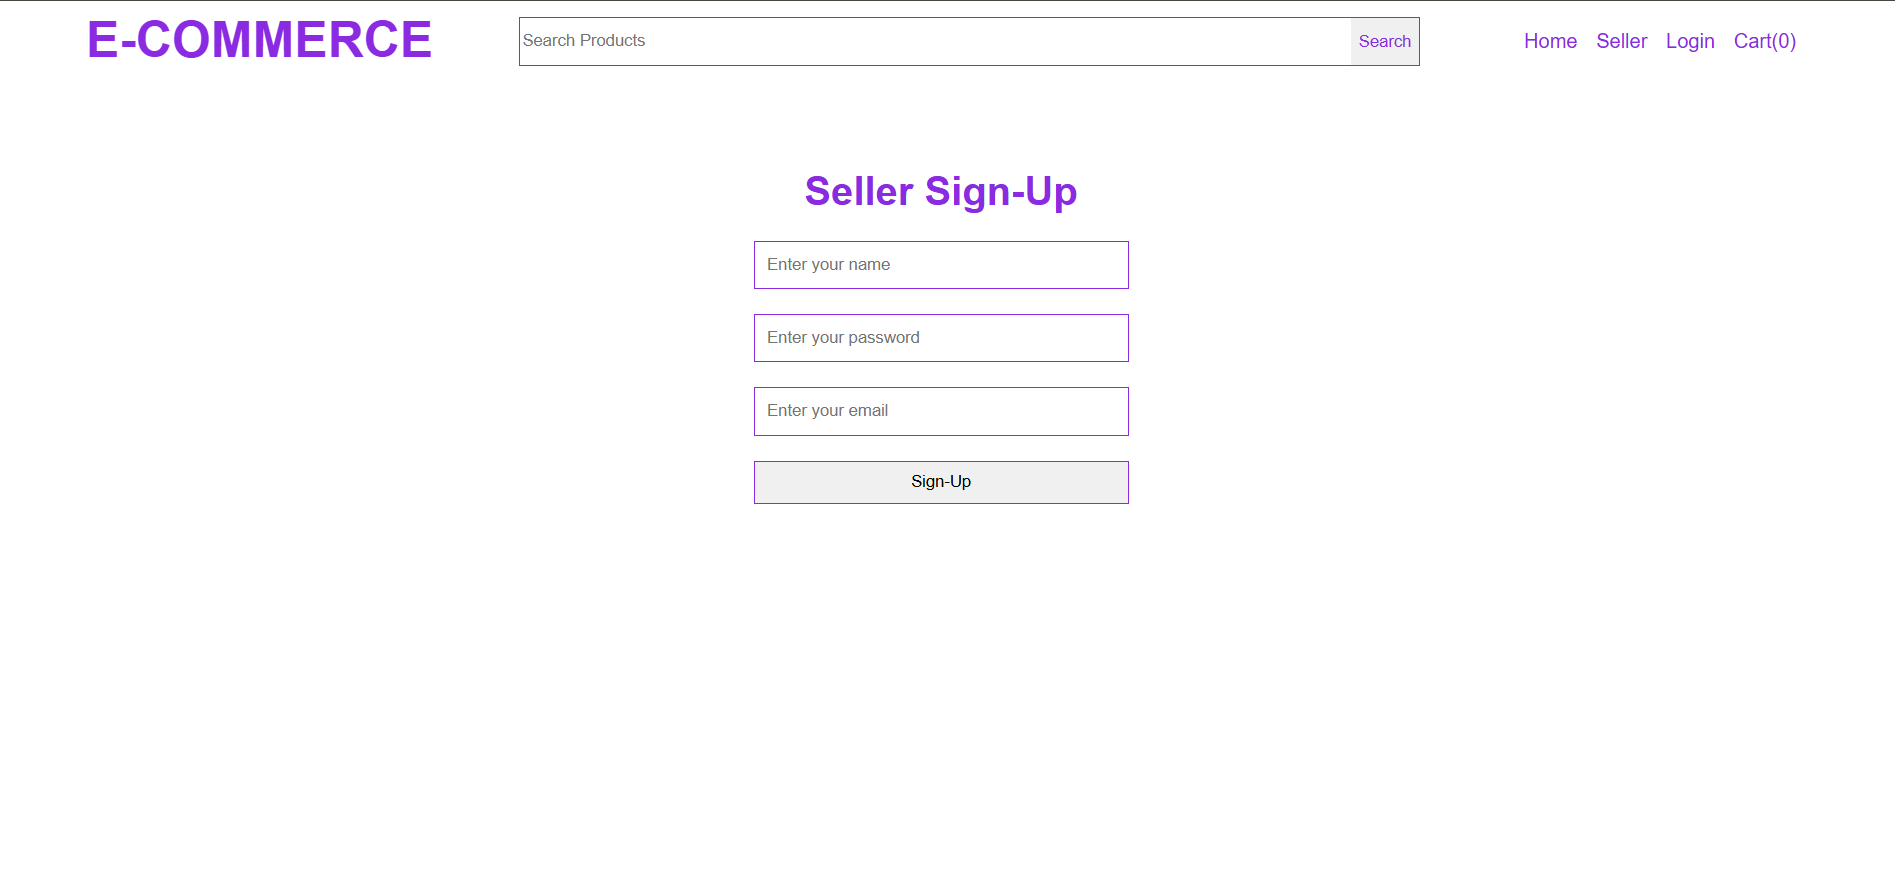 E-COMMERCE
Search Products
Search
Home Seller Login Cart(0)
Seller Sign-Up
Enter your name
Enter your password
Enter your email
Sign-Up